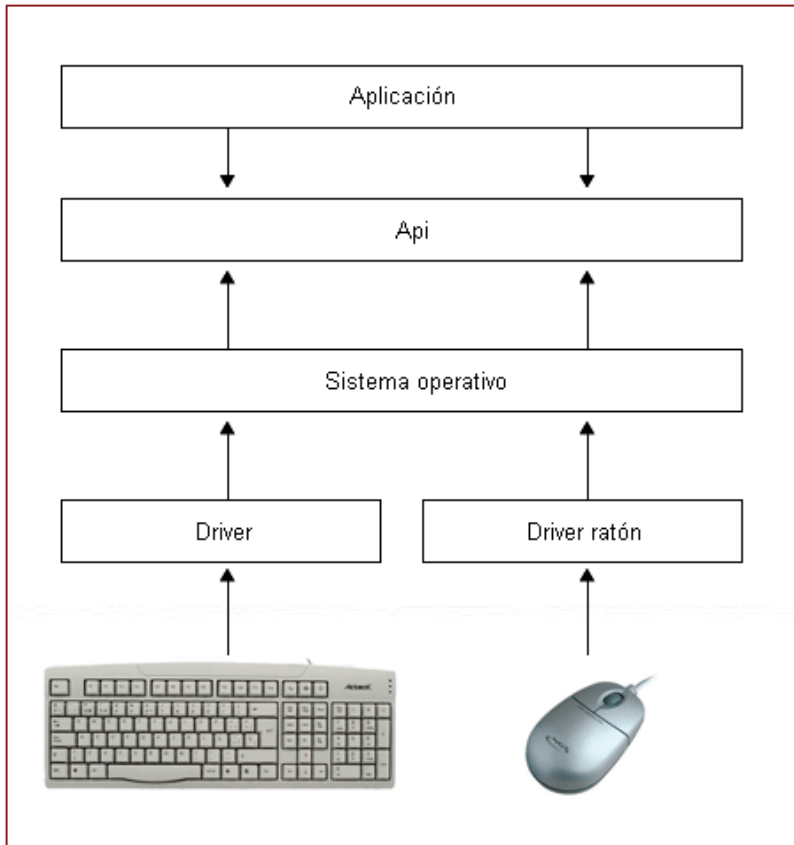 Aplicación
Api
Sistema operativo
Driver
Driver ratón